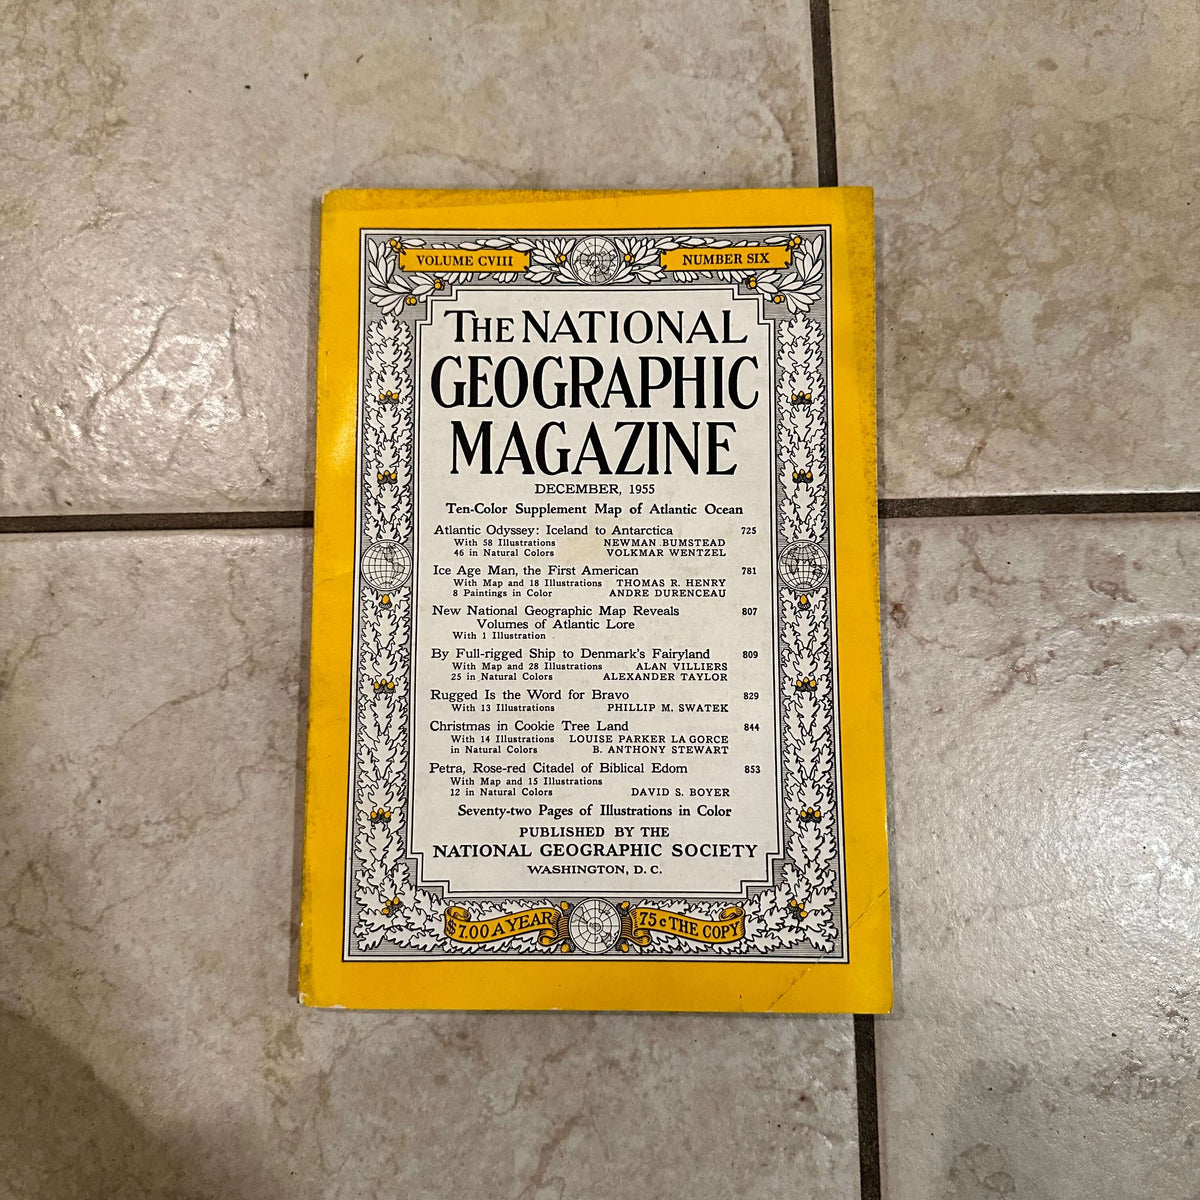 VOLUME CVIII NUMBER SIX
THE NATIONAL
GEOGRAPHIC
MAGAZINE
DECEMBER, 1955
Ten-Color Supplement Map of Atlantic Ocean
Atlantic Odyssey: Iceland to Antarctica 725
With 58 Illustrations NEWMAN BUMSTEAD
46 in Natural Colors VOLKMAR WENTZEL
Ice Age Man, the First American 781
With Map and 18 Illustrations THOMAS R. HENRY
8 Paintings in Color ANDRE DURENCEAU
New National Geographic Map Reveals 807
Volumes of Atlantic Lore
With 1 Illustration
By Full-rigged Ship to Denmark's Fairyland 809
With Map and 28 Illustrations ALAN VILLIERS
25 in Natural Colors ALEXANDER TAYLOR
Rugged Is the Word for Bravo 829
With 13 Illustrations PHILLIP M. SWATEK
Christmas in Cookie Tree Land 844
With 14 Illustrations LOUISE PARKER LA GORCE
in Natural Colors B. ANTHONY STEWART
Petra, Rose-red Citadel of Biblical Edom 853
With Map and 15 Illustrations
12 in Natural Colors DAVID S. BOYER
Seventy-two Pages of Illustrations in Color
PUBLISHED BY THE
NATIONAL GEOGRAPHIC SOCIETY
WASHINGTON, D. C.
$7.00 A YEAR 75c THE COPY